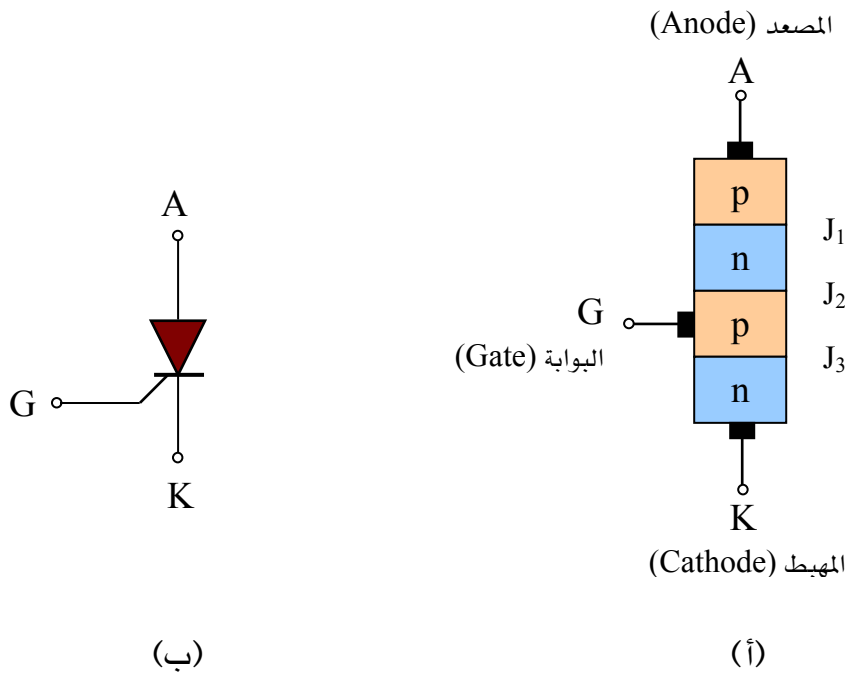 المصعد (Anode)
A
p
J1
n
J2
G
p
البوابة (Gate)
J3
n
K
المهبط (Cathode)
(أ)
A
G
K
(ب)